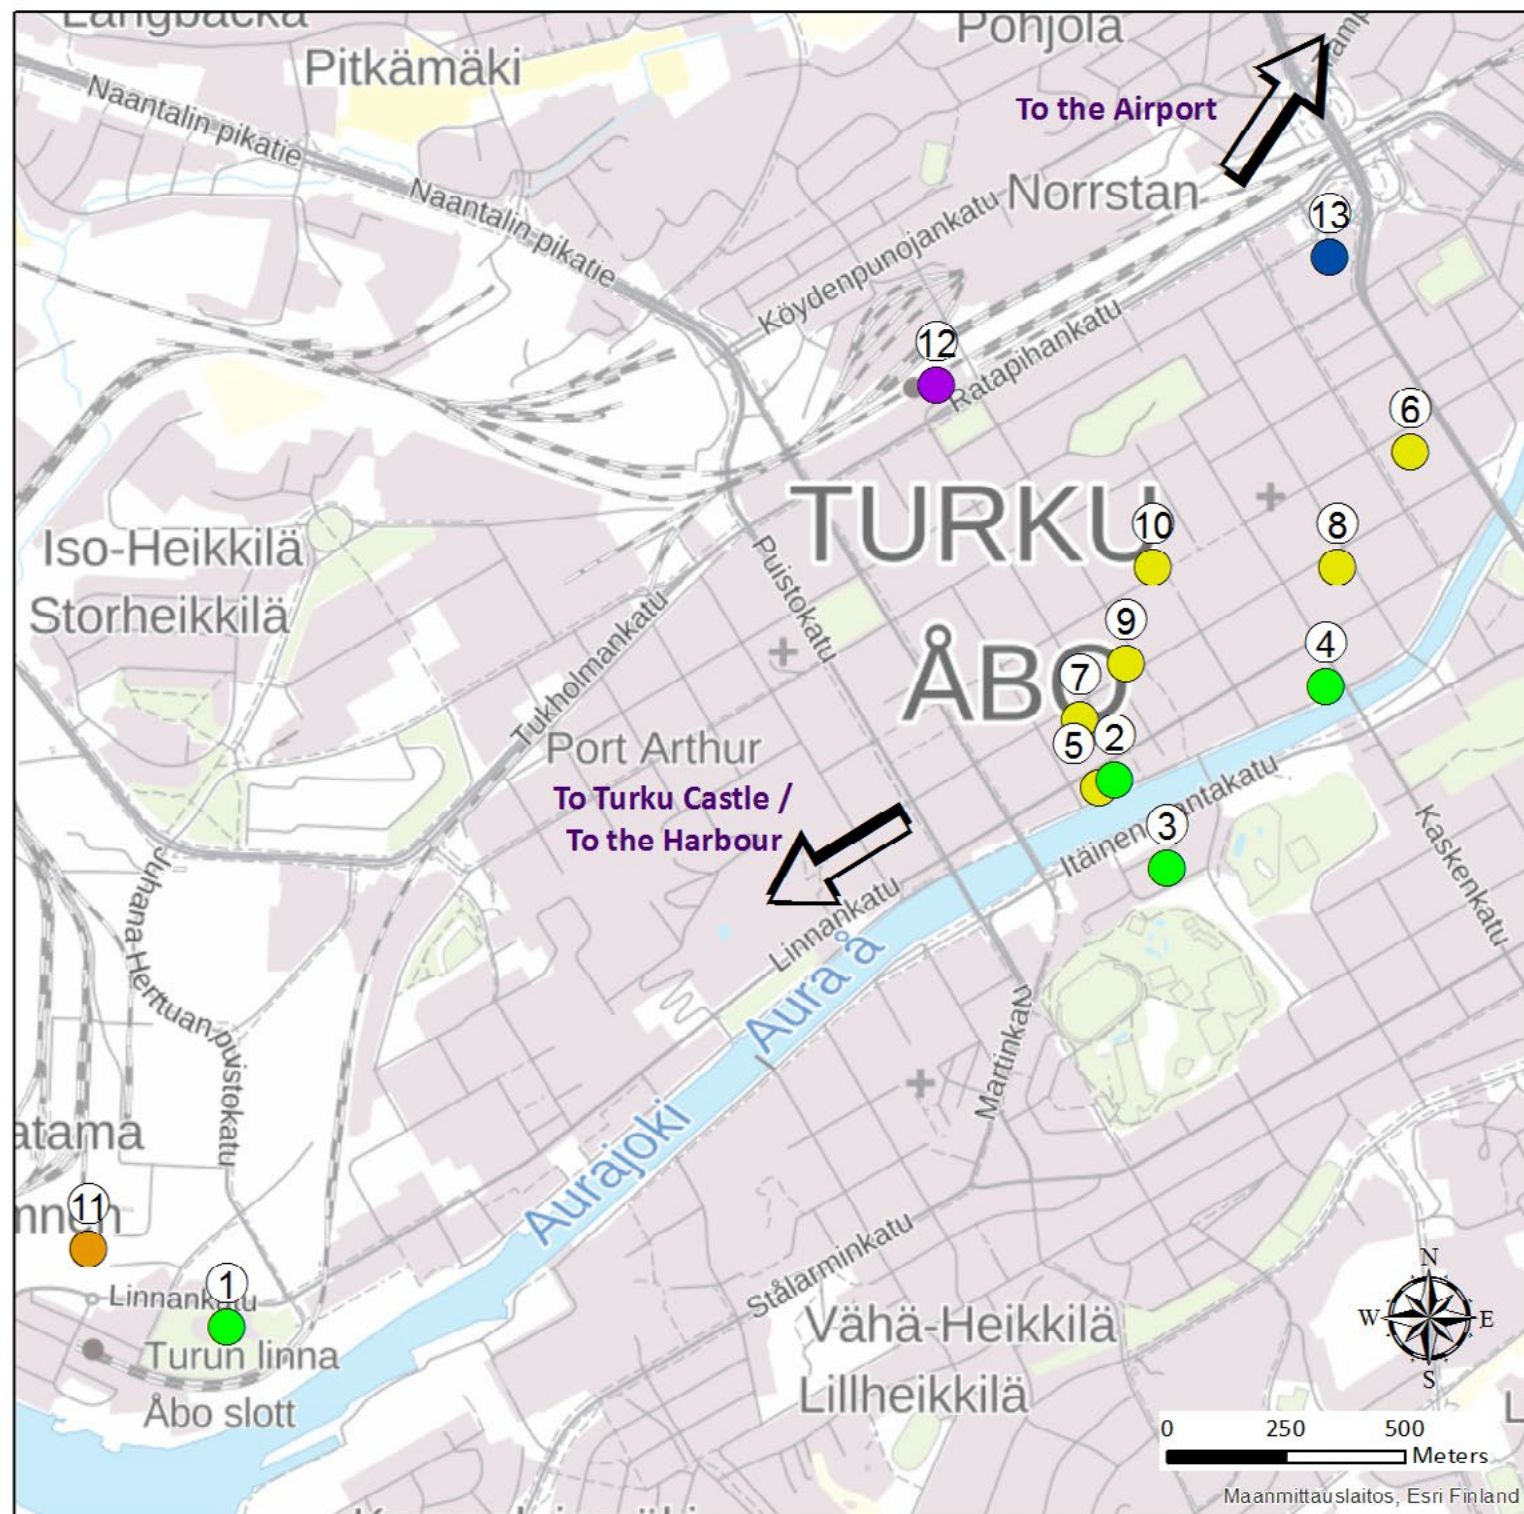 Långbacka
Pohjola
Pitkämäki
To the Airport
Naantalin pikatie
Naantalin pikatie
Norrstan
13
Köydenpunojankatu
12
Ratapihankatu
6
TURKU
10
8
Iso-Heikkilä
Storheikkilä
Puistokatu
9
4
ÅBO
7
Tukholmankatu
5
2
Port Arthur
To Turku Castle /
To the Harbour
3
Itäinen
Kaskenkatu
Linnankatu
Juhana Herttuan puistokatu
Aura å
Martinkatu
Aurajoki
11
Stålarminkatu
1
Linnankatu
Turun linna
Åbo slott
Vähä-Heikkilä
Lillheikkilä
N
W
E
S
0 250 500
Meters
Maanmittauslaitos, Esri Finland